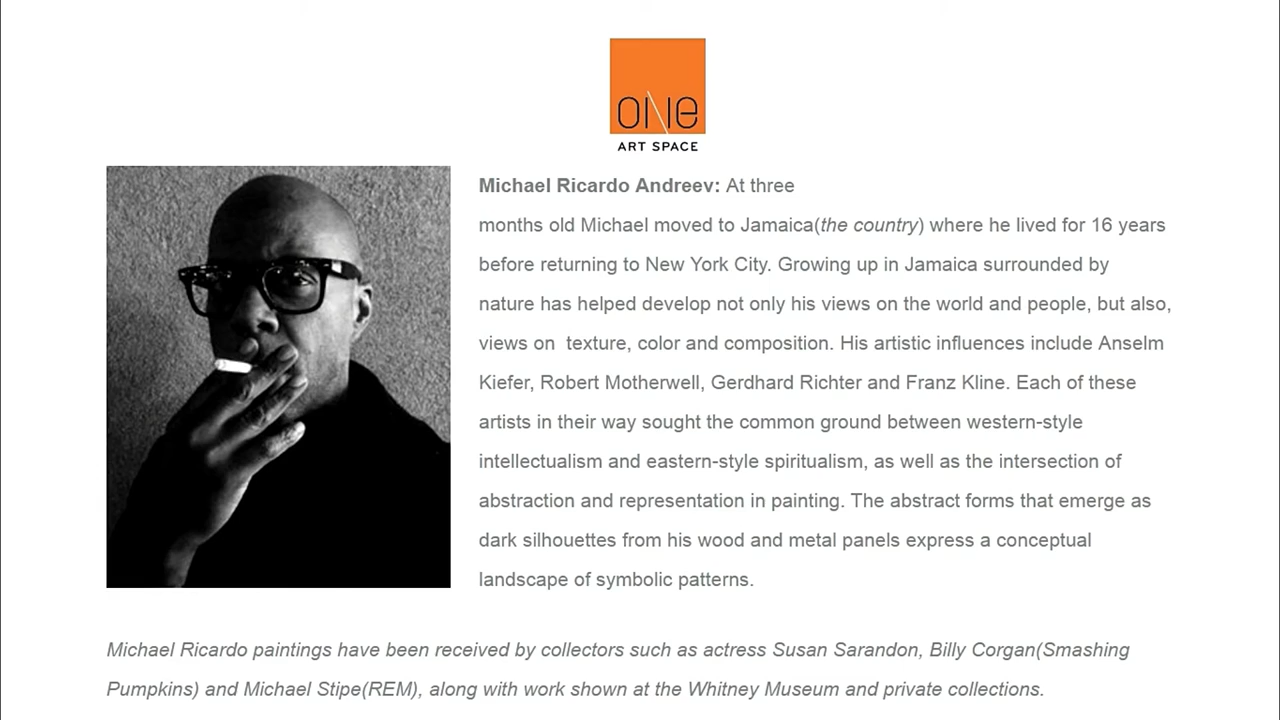 oNe
ART SPACE
Michael Ricardo Andreev: At three
months old Michael moved to Jamaica(the country) where he lived for 16 years
before returning to New York City. Growing up in Jamaica surrounded by
nature has helped develop not only his views on the world and people, but also,
views on  texture, color and composition. His artistic influences include Anselm
Kiefer, Robert Motherwell, Gerdhard Richter and Franz Kline. Each of these
artists in their way sought the common ground between western-style
intellectualism and eastern-style spiritualism, as well as the intersection of
abstraction and representation in painting. The abstract forms that emerge as
dark silhouettes from his wood and metal panels express a conceptual
landscape of symbolic patterns.
Michael Ricardo paintings have been received by collectors such as actress Susan Sarandon, Billy Corgan(Smashing
Pumpkins) and Michael Stipe(REM), along with work shown at the Whitney Museum and private collections.